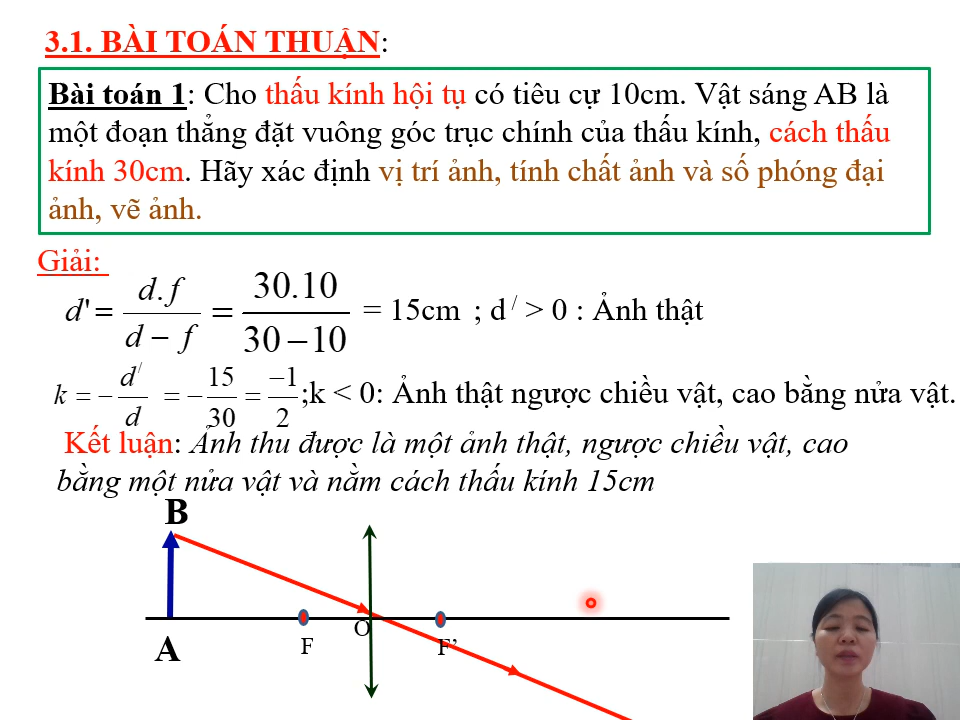 3.1. BÀI TOÁN THUẬN:
Bài toán 1: Cho thấu kính hội tụ có tiêu cự 10cm. Vật sáng AB là
một đoạn thẳng đặt vuông góc trục chính của thấu kính, cách thấu
kính 30cm. Hãy xác định vị trí ảnh, tính chất ảnh và số phóng đại
ảnh, vẽ ảnh.
Giải:
d' = d.f / (d − f) = 30.10 / (30 − 10) = 15cm ; d/ > 0 : Ảnh thật
k = − d/ / d = − 15/30 = −1/2 ;k < 0: Ảnh thật ngược chiều vật, cao bằng nửa vật.
Kết luận: Ảnh thu được là một ảnh thật, ngược chiều vật, cao
bằng một nửa vật và nằm cách thấu kính 15cm
B
A F O F’